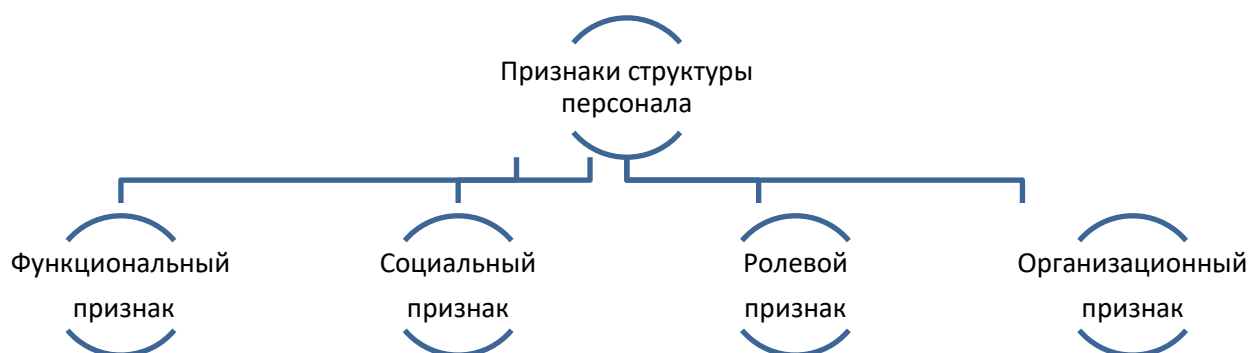 Признаки структуры
персонала
Функциональный
признак
Социальный
признак
Ролевой
признак
Организационный
признак